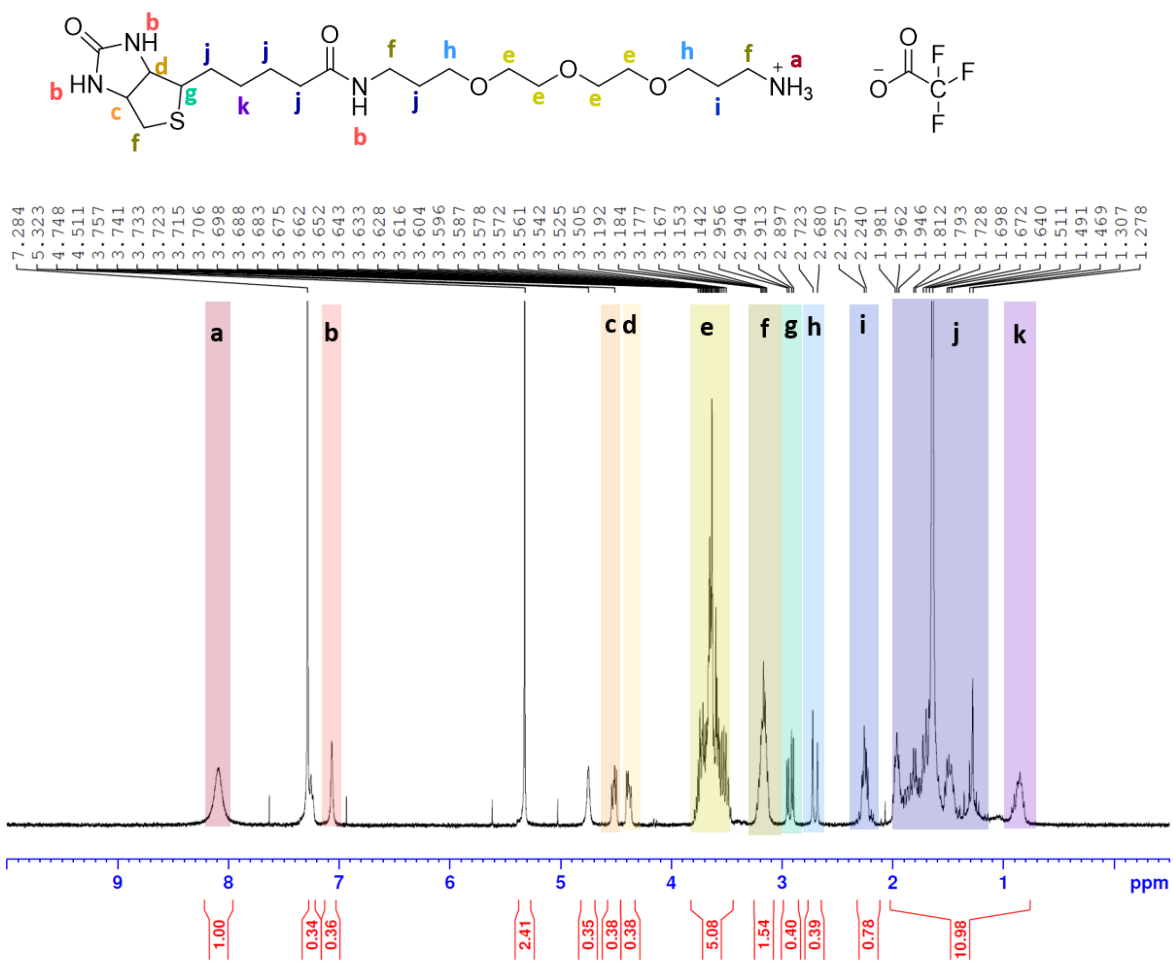 O NH b
b HN d j j O f h e e h f a
O O O NH3 +
g k j N H j e e i
c S b
f
O - O F F F
7.284 5.323 4.748 4.511 3.757 3.741 3.733 3.723 3.715 3.706 3.698 3.688 3.683 3.675 3.662 3.652 3.643 3.633 3.628 3.616 3.604 3.596 3.587 3.578 3.572 3.561 3.542 3.525 3.505 3.192 3.184 3.177 3.167 3.153 3.142 2.956 2.940 2.913 2.897 2.723 2.680 2.257 2.240 1.981 1.962 1.946 1.812 1.793 1.728 1.698 1.672 1.640 1.511 1.491 1.469 1.307 1.278
a b c d e f g h i j k
9 8 7 6 5 4 3 2 1 ppm
1.00 0.34 0.36 2.41 0.35 0.38 0.38 5.08 1.54 0.40 0.39 0.78 10.98